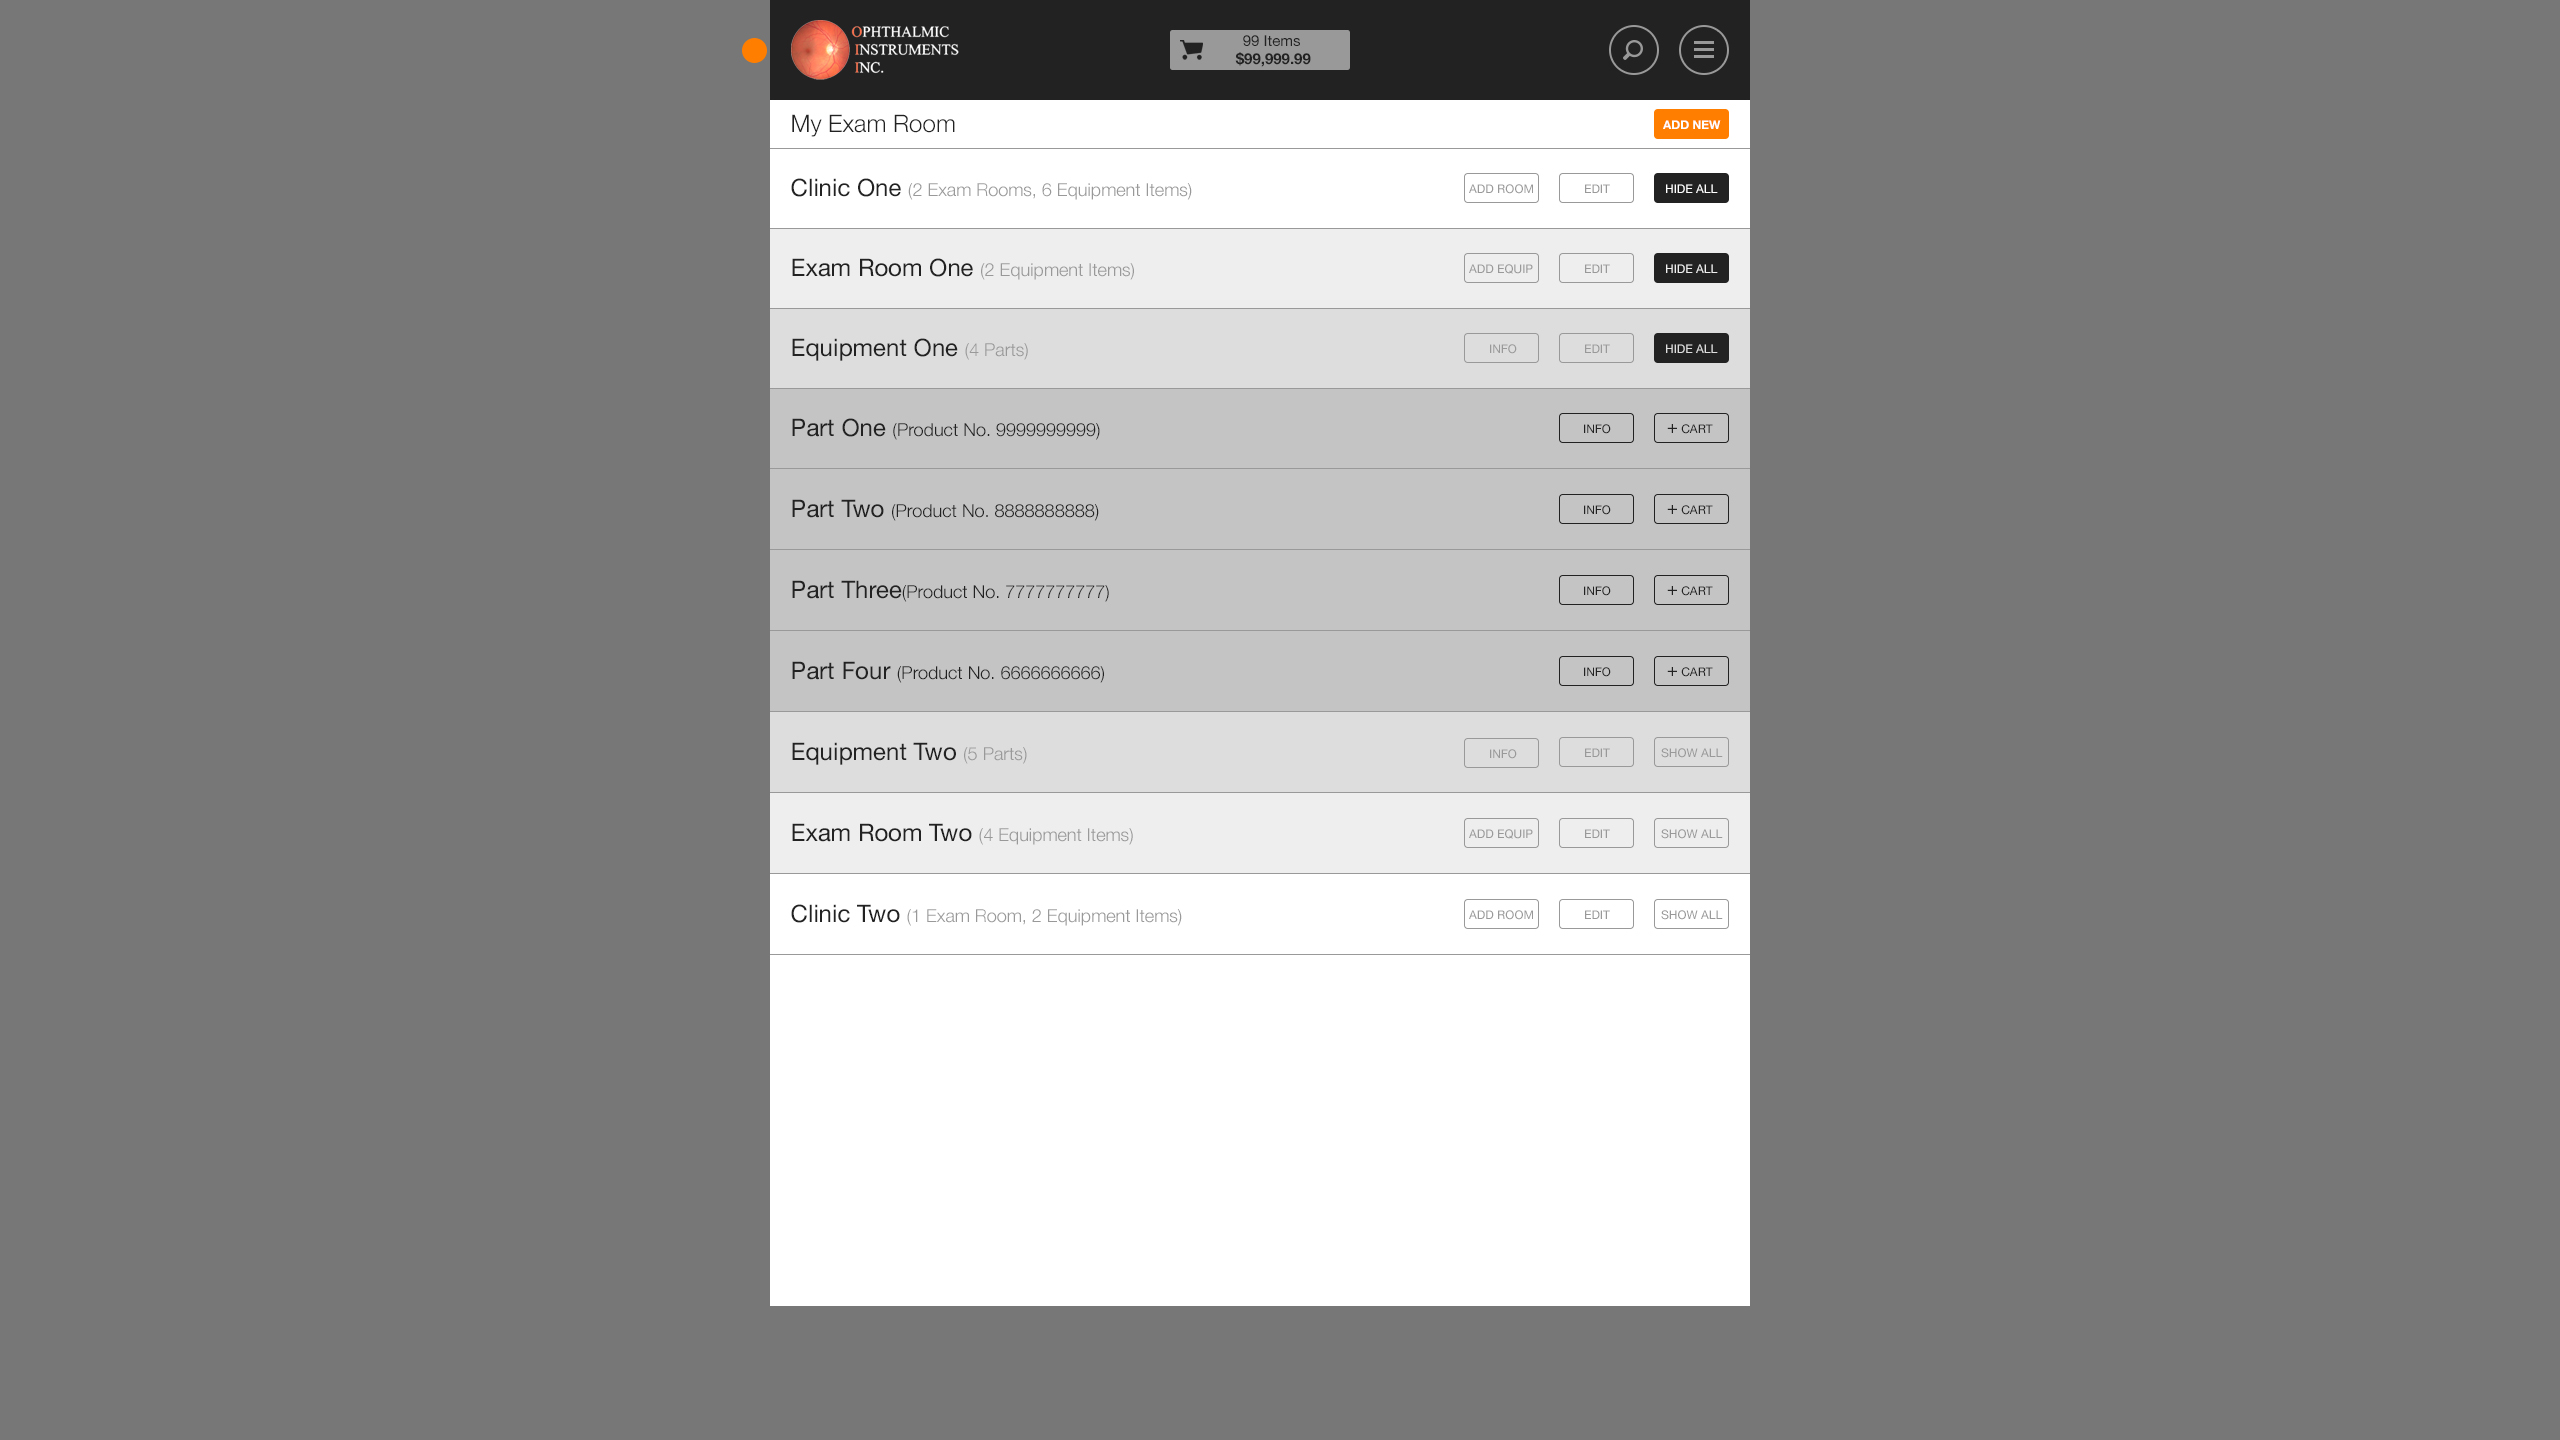 OPHTHALMIC
INSTRUMENTS
INC.
99 Items
$99,999.99
My Exam Room ADD NEW
Clinic One (2 Exam Rooms, 6 Equipment Items) ADD ROOM EDIT HIDE ALL
Exam Room One (2 Equipment Items) ADD EQUIP EDIT HIDE ALL
Equipment One (4 Parts) INFO EDIT HIDE ALL
Part One (Product No. 9999999999) INFO + CART
Part Two (Product No. 8888888888) INFO + CART
Part Three(Product No. 7777777777) INFO + CART
Part Four (Product No. 6666666666) INFO + CART
Equipment Two (5 Parts) INFO EDIT SHOW ALL
Exam Room Two (4 Equipment Items) ADD EQUIP EDIT SHOW ALL
Clinic Two (1 Exam Room, 2 Equipment Items) ADD ROOM EDIT SHOW ALL